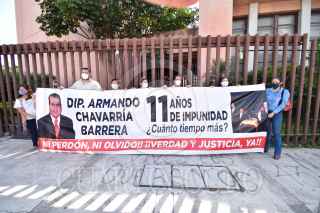 DIP. ARMANDO
CHAVARRÍA
BARRERA
11 AÑOS
DE IMPUNIDAD
¿Cuánto tiempo más?
NI PERDÓN, NI OLVIDO!! ¡¡VERDAD Y JUSTICIA, YA!!